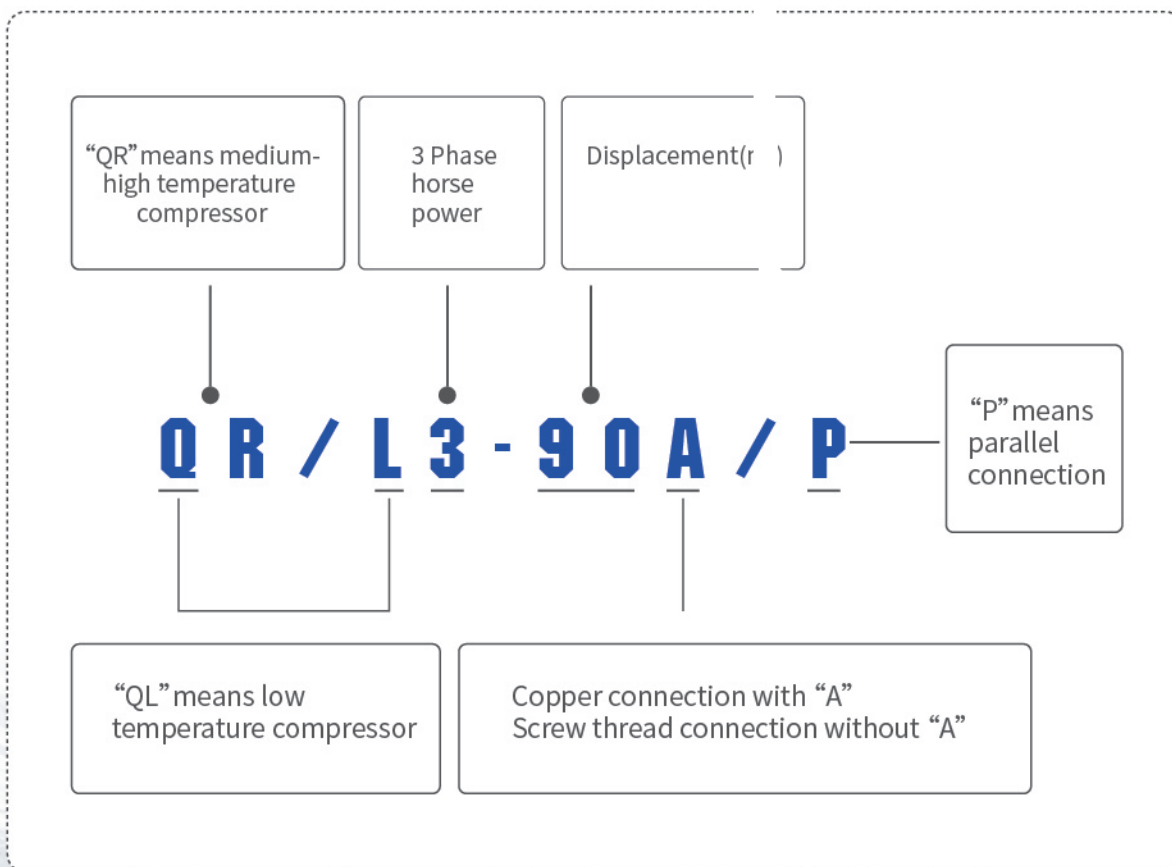 “QR” means medium-
high temperature
compressor
3 Phase
horse
power
Displacement(
QR/L3-90A/P
“P” means
parallel
connection
“QL” means low
temperature compressor
Copper connection with “A”
Screw thread connection without “A”